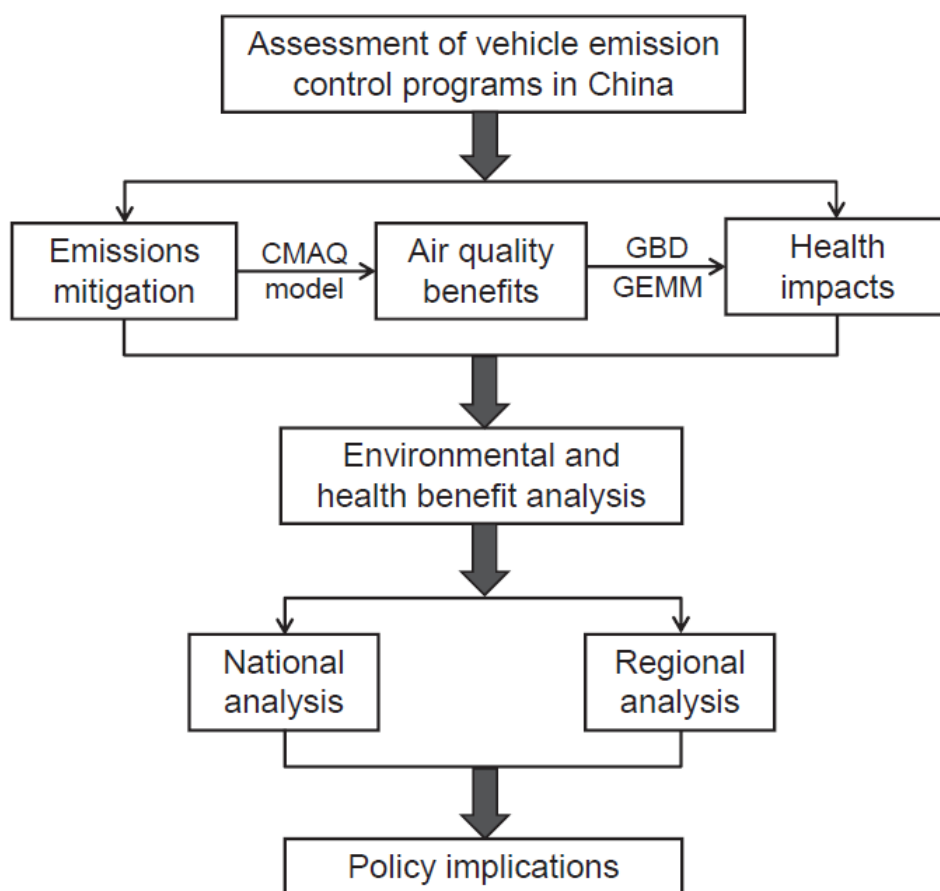 Assessment of vehicle emission
control programs in China
Emissions
mitigation
CMAQ
model
Air quality
benefits
GBD
GEMM
Health
impacts
Environmental and
health benefit analysis
National
analysis
Regional
analysis
Policy implications